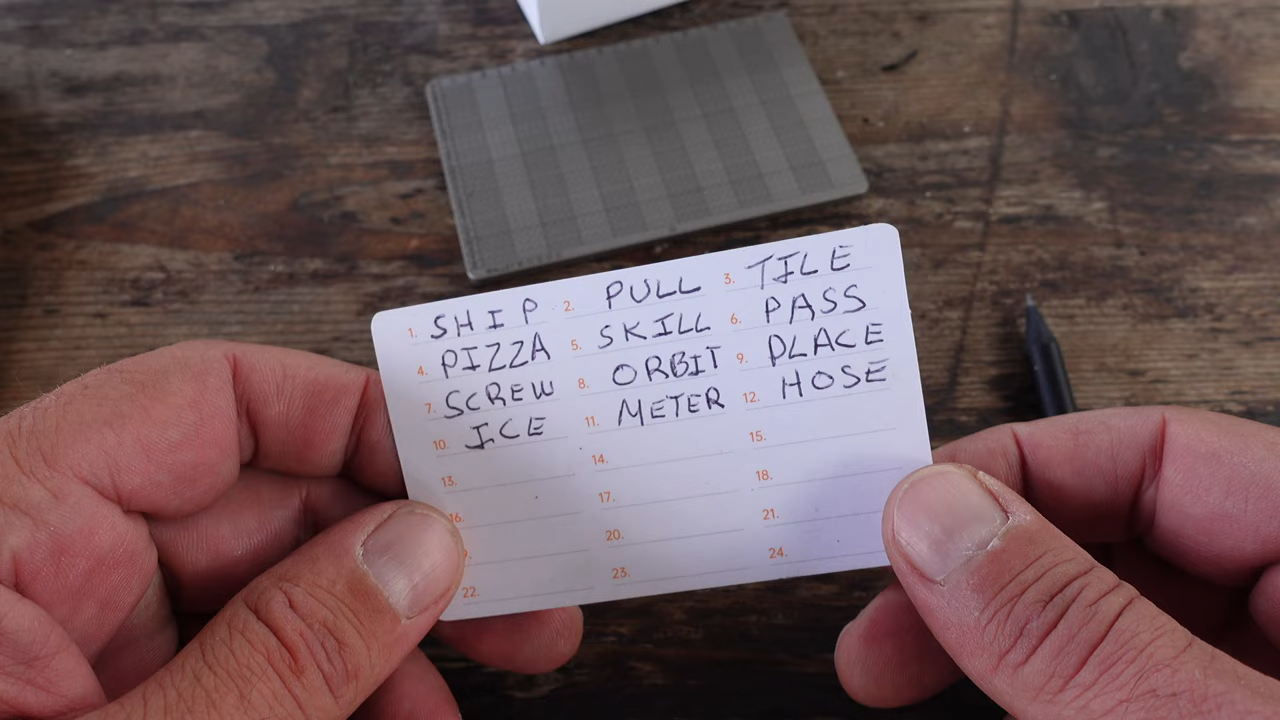 1. SHIP 2. PULL 3. TILE
4. PIZZA 5. SKILL 6. PASS
7. SCREW 8. ORBIT 9. PLACE
10. ICE 11. METER 12. HOSE
13. 14. 15.
16. 17. 18.
20. 21.
22. 23. 24.